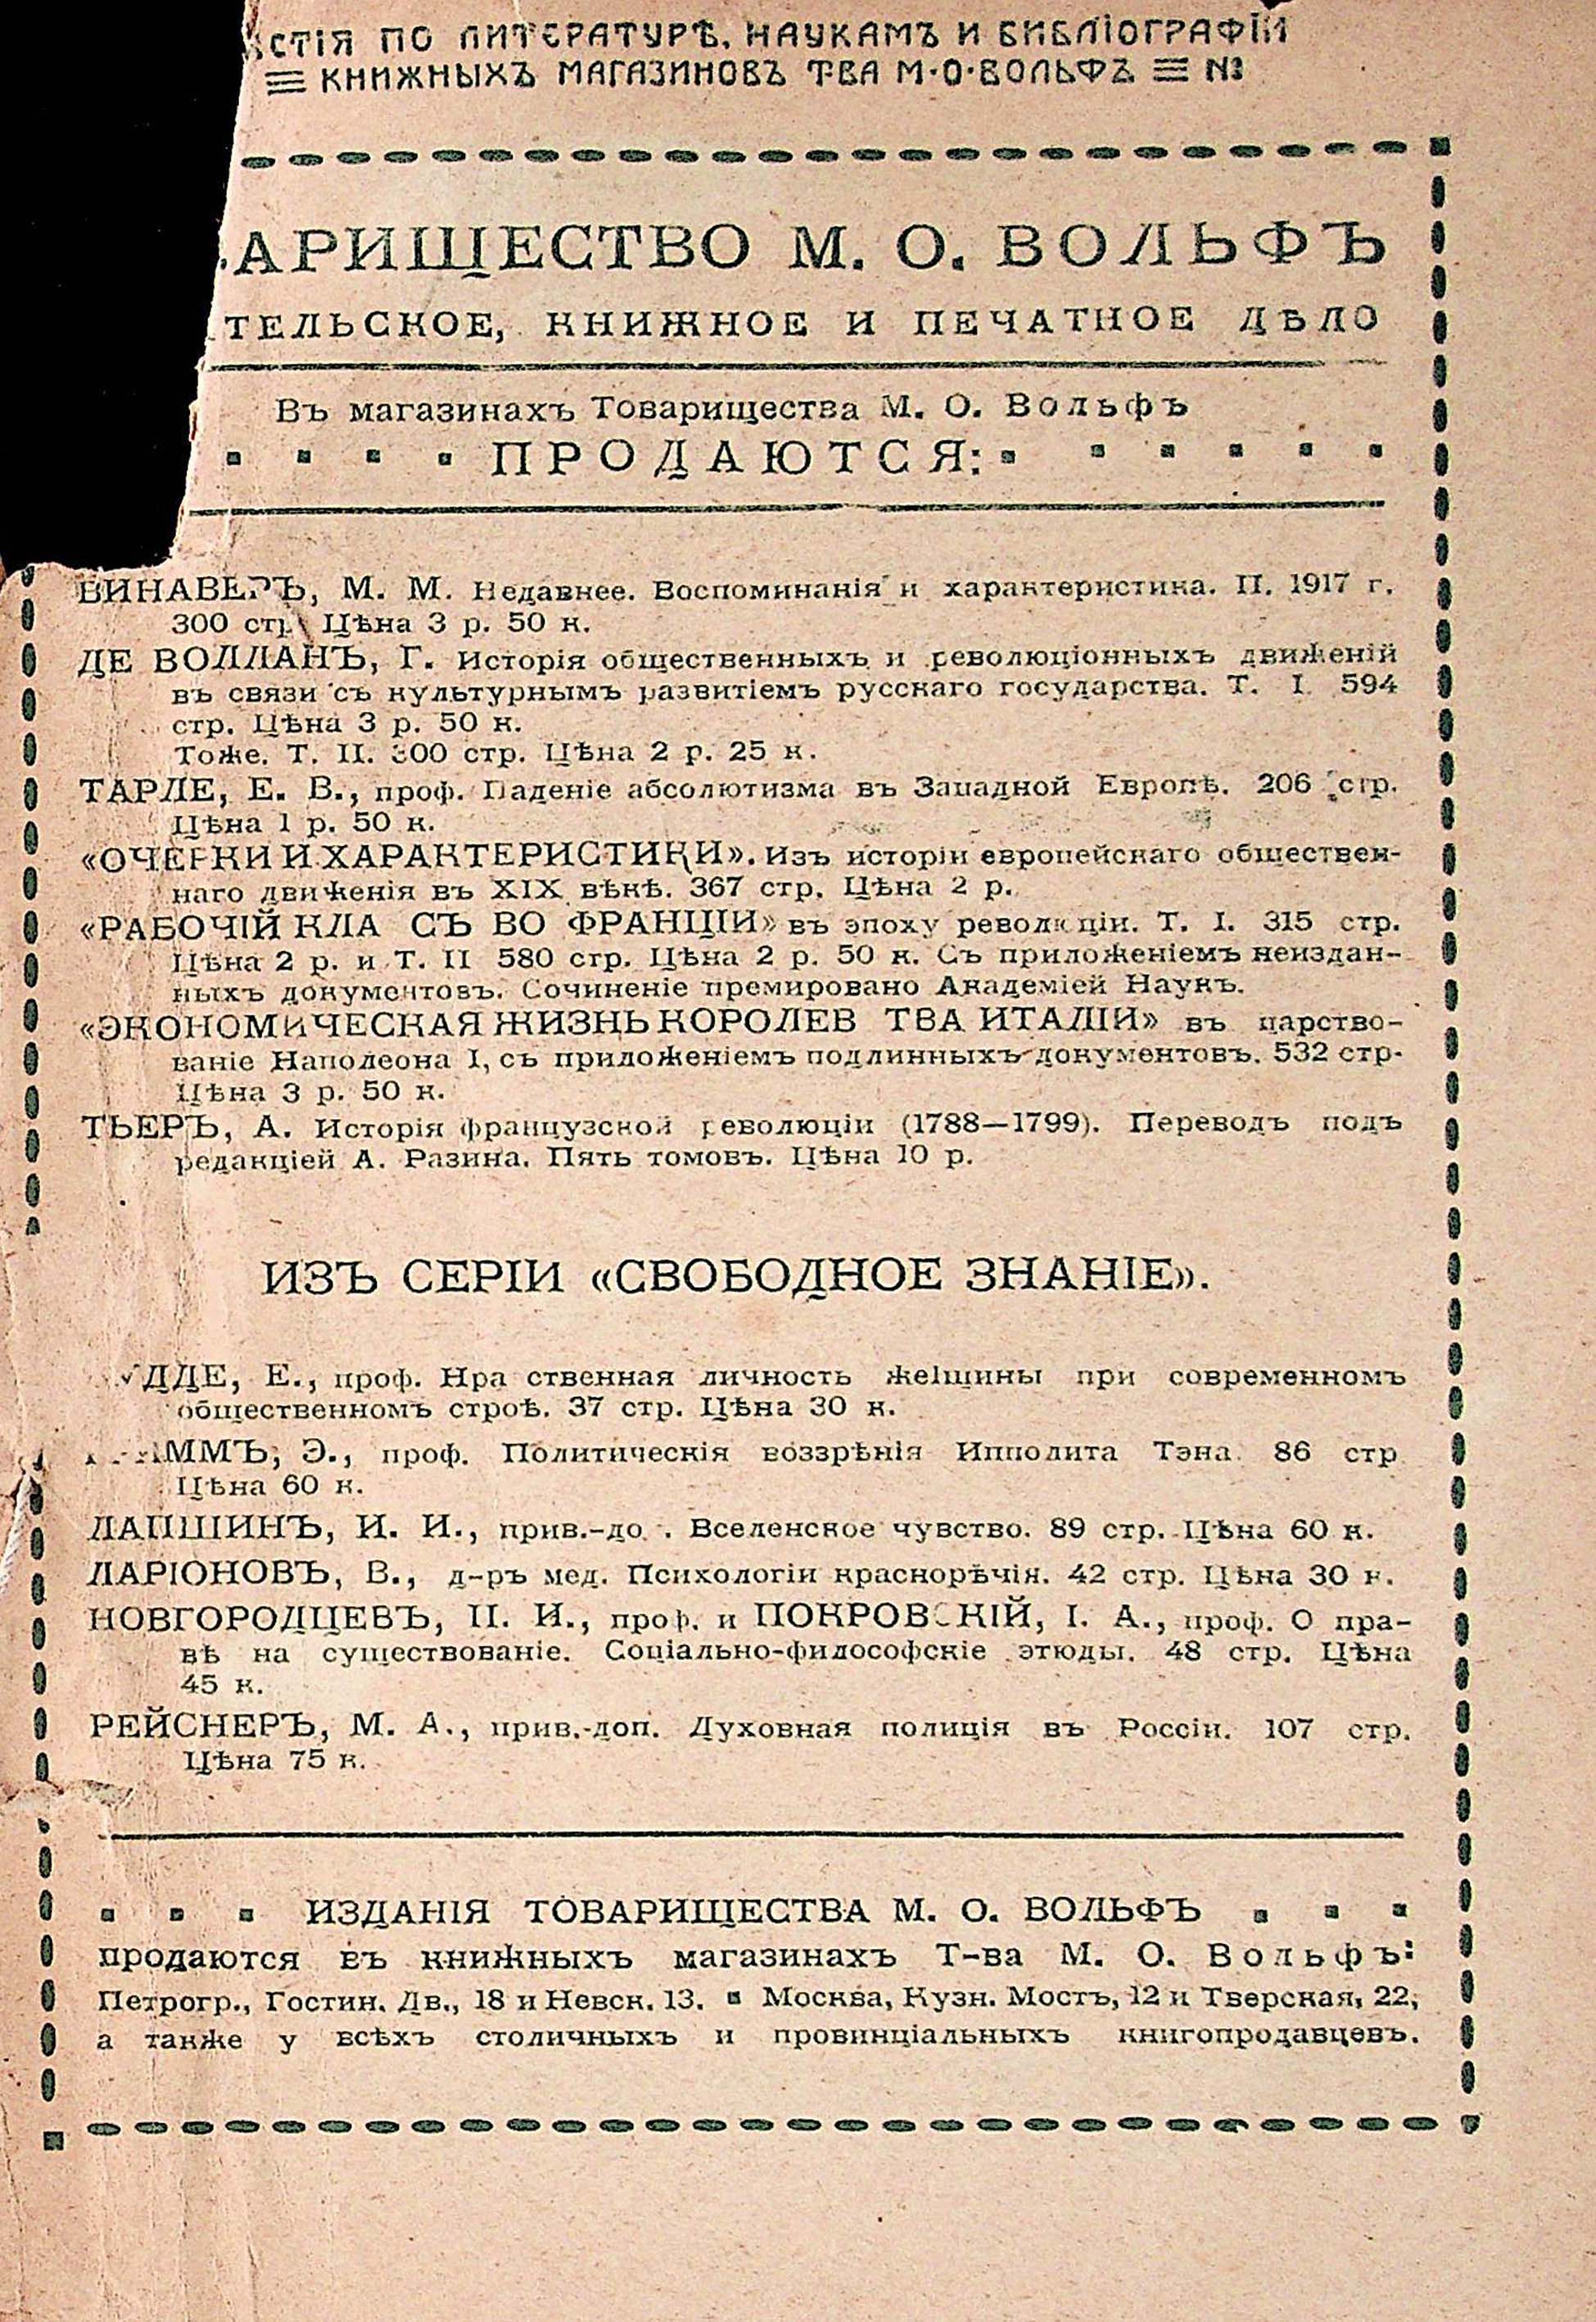 СТІЯ ПО ЛИТЕРАТУРѢ, НАУКАМЪ И БИБЛІОГРАФІИ
КНИЖНЫХЪ МАГАЗИНОВЪ Т-ВА М·О·ВОЛЬФЪ №
АРИЩЕСТВО М. О. ВОЛЬФЪ
ТЕЛЬСКОЕ, КНИЖНОЕ И ПЕЧАТНОЕ ДѢЛО
Въ магазинахъ Товарищества М. О. Вольфъ
ПРОДАЮТСЯ:
ВИНАВЕРЪ, М. М. Недавнее. Воспоминанія и характеристика. П. 1917 г.
300 стр. Цѣна 3 р. 50 к.
ДЕ ВОЛЛАНЪ, Г. Исторія общественныхъ и революціонныхъ движеній
въ связи съ культурнымъ развитіемъ русскаго государства. Т. I. 594
стр. Цѣна 3 р. 50 к.
Тоже. Т. II. 300 стр. Цѣна 2 р. 25 к.
ТАРЛЕ, Е. В., проф. Паденіе абсолютизма въ Западной Европѣ. 206 стр.
Цѣна 1 р. 50 к.
«ОЧЕРКИ И ХАРАКТЕРИСТИКИ». Изъ исторіи европейскаго обществен-
наго движенія въ XIX вѣкѣ. 367 стр. Цѣна 2 р.
«РАБОЧІЙ КЛА СЪ ВО ФРАНЦІИ» въ эпоху революціи. Т. I. 315 стр.
Цѣна 2 р. и Т. II 580 стр. Цѣна 2 р. 50 к. Съ приложеніемъ неиздан-
ныхъ документовъ. Сочиненіе премировано Академіей Наукъ.
«ЭКОНОМИЧЕСКАЯ ЖИЗНЬ КОРОЛЕВ ТВА ИТАЛІИ» въ царство-
ваніе Наполеона I, съ приложеніемъ подлинныхъ документовъ. 532 стр.
Цѣна 3 р. 50 к.
ТЬЕРЪ, А. Исторія французской революціи (1788—1799). Переводъ подъ
редакціей А. Разина. Пять томовъ. Цѣна 10 р.
ИЗЪ СЕРІИ «СВОБОДНОЕ ЗНАНІЕ».
ДДЕ, Е., проф. Нра ственная личность женщины при современномъ
общественномъ строѣ. 37 стр. Цѣна 30 к.
ММЪ, Э., проф. Политическія воззрѣнія Ипполита Тэна. 86 стр
Цѣна 60 к.
ЛАПШИНЪ, И. И., прив.-до . Вселенское чувство. 89 стр. Цѣна 60 к.
ЛАРІОНОВЪ, В., д-ръ мед. Психологіи краснорѣчія. 42 стр. Цѣна 30 к.
НОВГОРОДЦЕВЪ, П. И., проф. и ПОКРОВСКІЙ, І. А., проф. О пра-
вѣ на существованіе. Соціально-философскіе этюды. 48 стр. Цѣна
45 к.
РЕЙСНЕРЪ, М. А., прив.-доц. Духовная полиція въ Россіи. 107 стр.
Цѣна 75 к.
ИЗДАНІЯ ТОВАРИЩЕСТВА М. О. ВОЛЬФЪ
продаются въ книжныхъ магазинахъ Т-ва М. О. Вольфъ:
Петрогр., Гостин. Дв., 18 и Невск. 13. Москва, Кузн. Мостъ, 12 и Тверская, 22,
а также у всѣхъ столичныхъ и провинціальныхъ книгопродавцевъ.